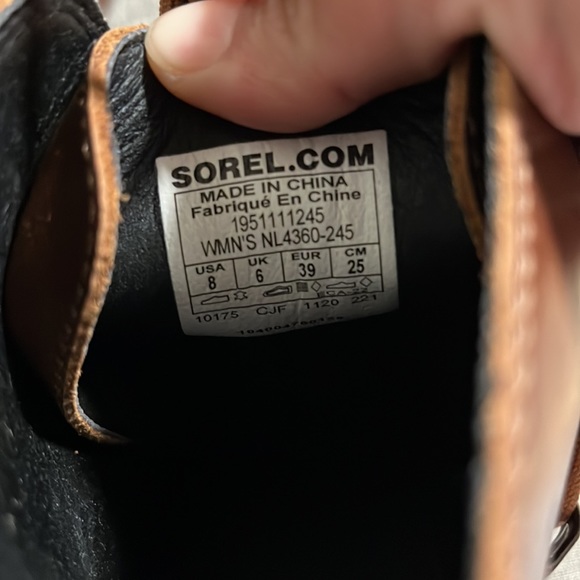 SOREL.COM
MADE IN CHINA
Fabriqué En Chine
1951111245
WMN'S NL4360-245
USA UK EUR CM
8 6 39 25
10175 CJF 1120 221